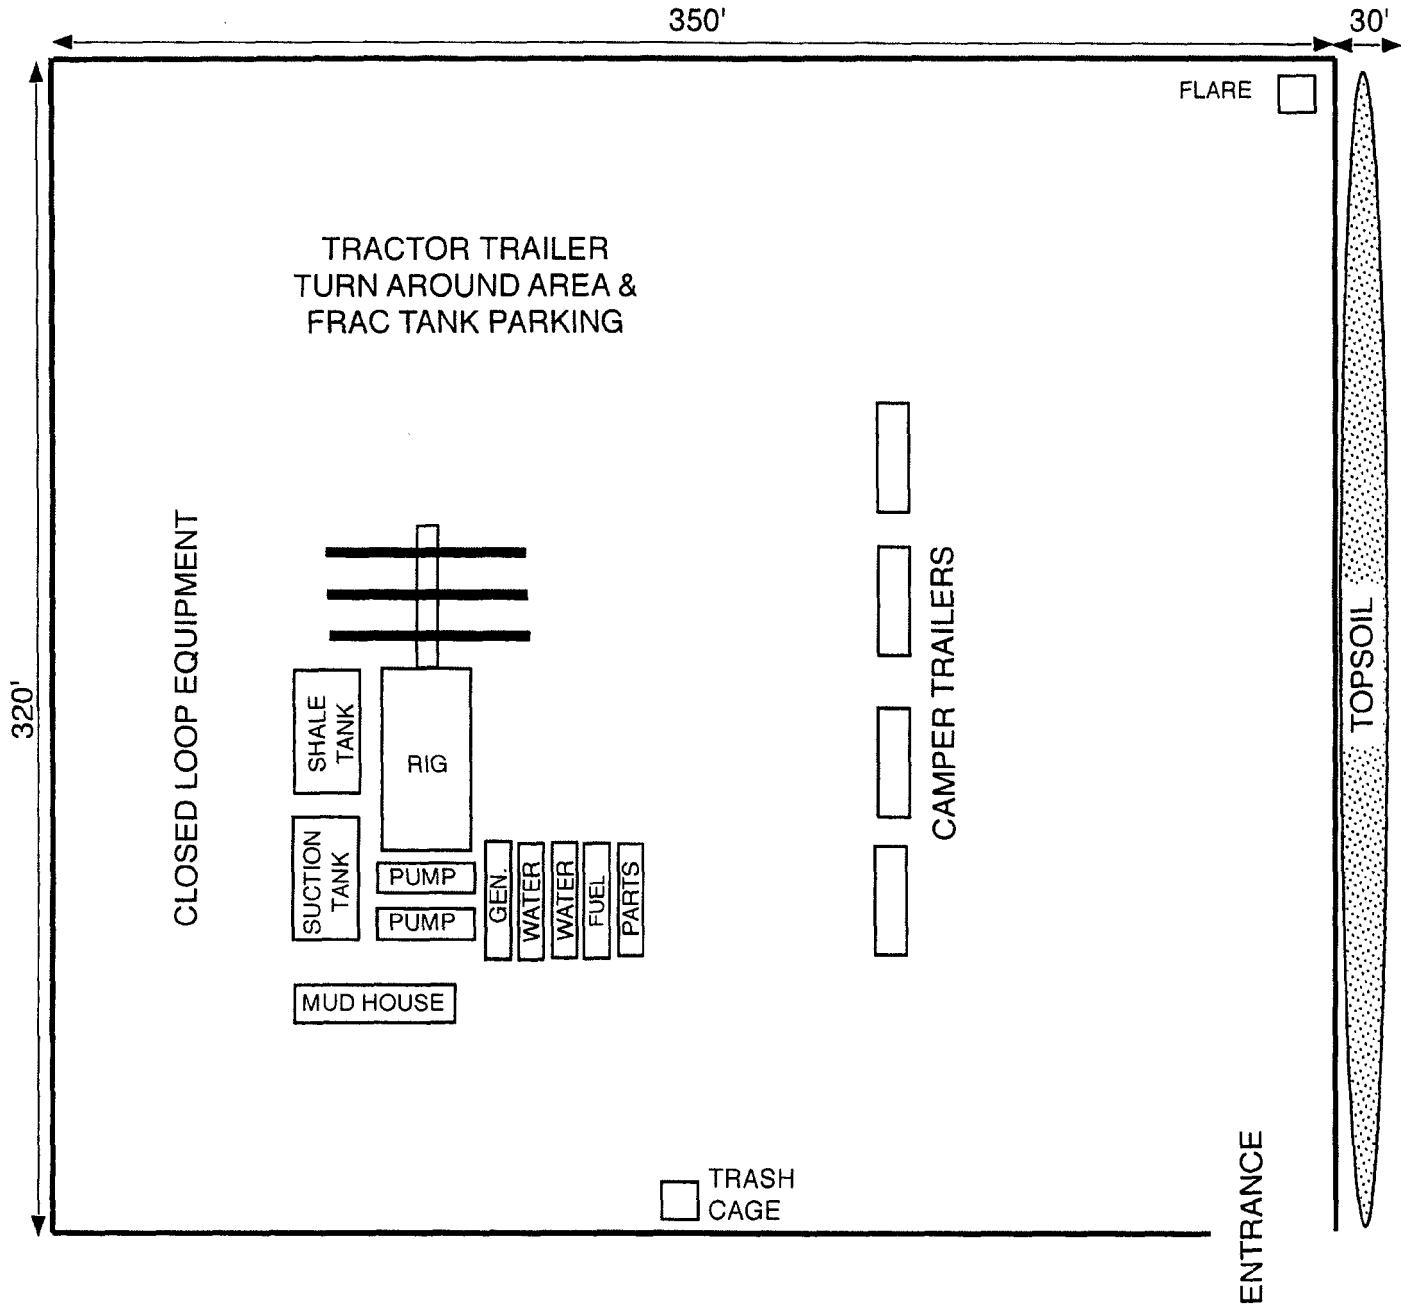 350'
30'
FLARE
TRACTOR TRAILER
TURN AROUND AREA &
FRAC TANK PARKING
320'
CLOSED LOOP EQUIPMENT
SHALE
TANK
RIG
CAMPER TRAILERS
TOPSOIL
SUCTION
TANK
PUMP
PUMP
GEN.
WATER
WATER
FUEL
PARTS
MUD HOUSE
TRASH
CAGE
ENTRANCE